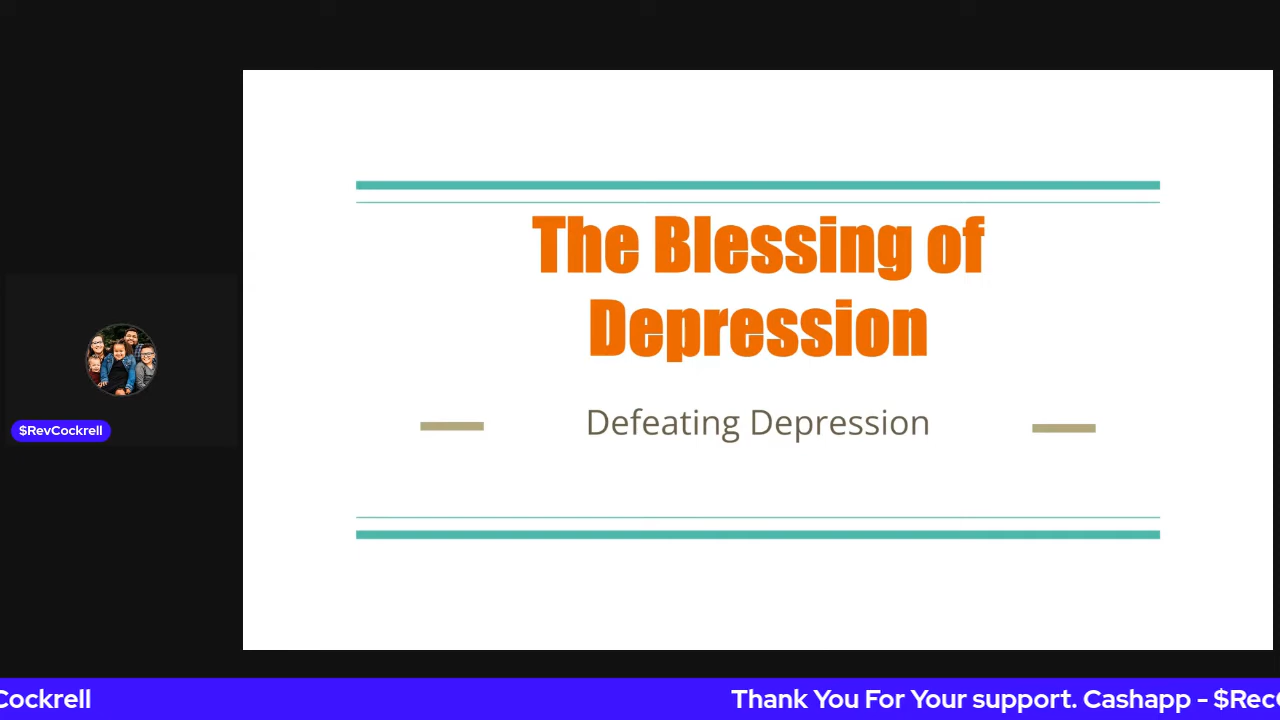 The Blessing of
Depression
Defeating Depression
$RevCockrell
Cockrell
Thank You For Your support. Cashapp - $Rec